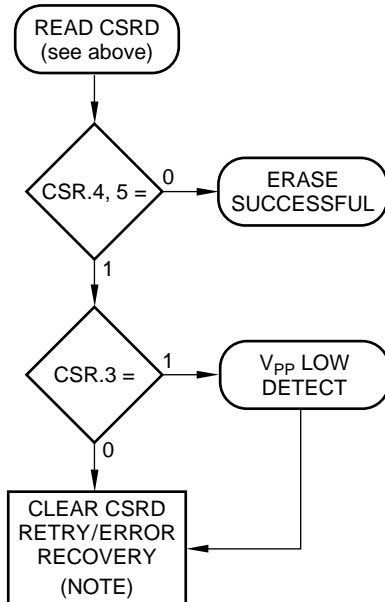 READ CSRD
(see above)
CSR.4, 5 =
0
ERASE
SUCCESSFUL
1
CSR.3 =
1
VPP LOW
DETECT
0
CLEAR CSRD
RETRY/ERROR
RECOVERY
(NOTE)